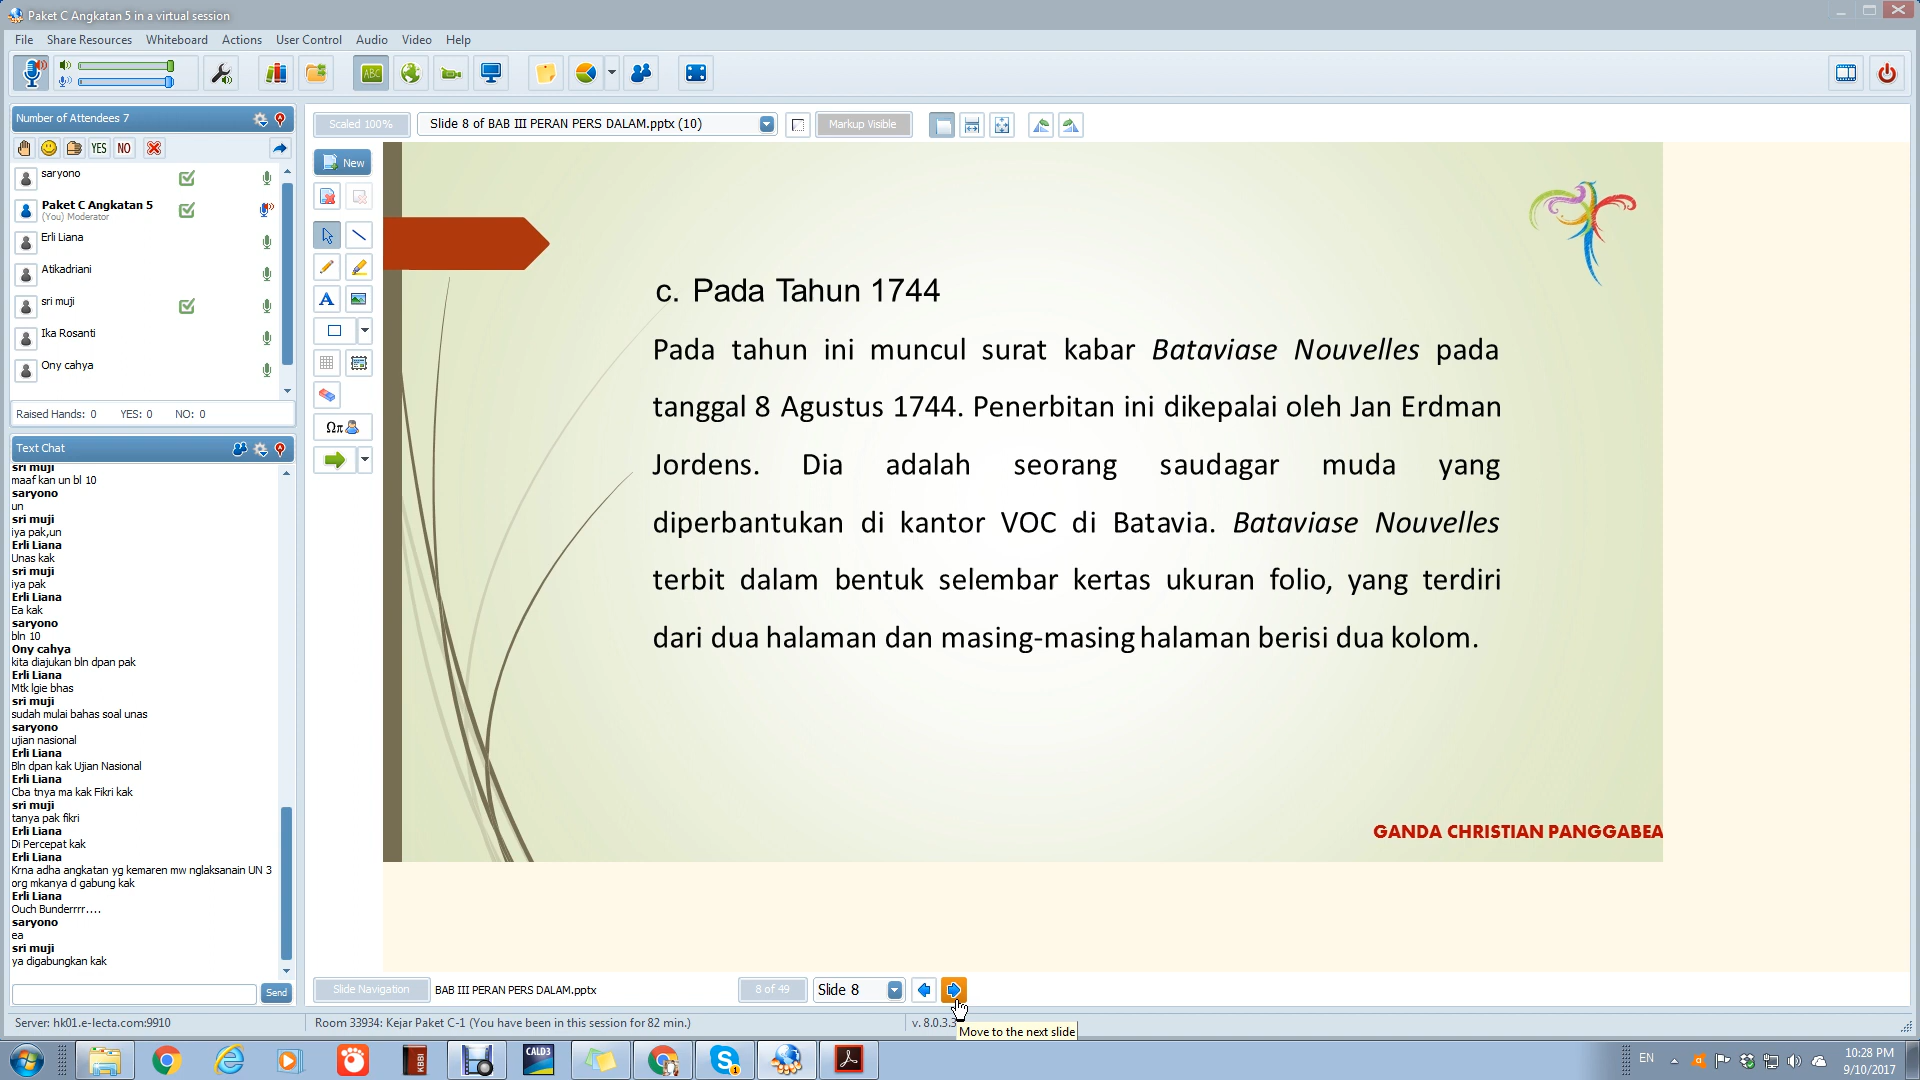 Paket C Angkatan 5 in a virtual session
File Share Resources Whiteboard Actions User Control Audio Video Help
ABC
Number of Attendees 7
YES NO
saryono
Paket C Angkatan 5
(You) Moderator
Erli Liana
Atikadriani
sri muji
Ika Rosanti
Ony cahya
Raised Hands: 0 YES: 0 NO: 0
Text Chat
sri muji
maaf kan un bl 10
saryono
un
sri muji
iya pak,un
Erli Liana
Unas kak
sri muji
iya pak
Erli Liana
Ea kak
saryono
bln 10
Ony cahya
kita diajukan bln dpan pak
Erli Liana
Mtk lgie bhas
sri muji
sudah mulai bahas soal unas
saryono
ujian nasional
Erli Liana
Bln dpan kak Ujian Nasional
Erli Liana
Cba tnya ma kak Fikri kak
sri muji
tanya pak fikri
Erli Liana
Di Percepat kak
Erli Liana
Krna adha angkatan yg kemaren mw nglaksanain UN 3
org mkanya d gabung kak
Erli Liana
Ouch Bunderrrr....
saryono
ea
sri muji
ya digabungkan kak
Send
Scaled 100%
Slide 8 of BAB III PERAN PERS DALAM.pptx (10)
Markup Visible
New
A
Ωπ
c. Pada Tahun 1744
Pada tahun ini muncul surat kabar Bataviase Nouvelles pada
tanggal 8 Agustus 1744. Penerbitan ini dikepalai oleh Jan Erdman
Jordens. Dia adalah seorang saudagar muda yang
diperbantukan di kantor VOC di Batavia. Bataviase Nouvelles
terbit dalam bentuk selembar kertas ukuran folio, yang terdiri
dari dua halaman dan masing-masing halaman berisi dua kolom.
GANDA CHRISTIAN PANGGABEA
Slide Navigation
BAB III PERAN PERS DALAM.pptx
8 of 49
Slide 8
Server: hk01.e-lecta.com:9910
Room 33934: Kejar Paket C-1 (You have been in this session for 82 min.)
v. 8.0.3.3
Move to the next slide
KBBI
CALD3
EN
10:28 PM
9/10/2017